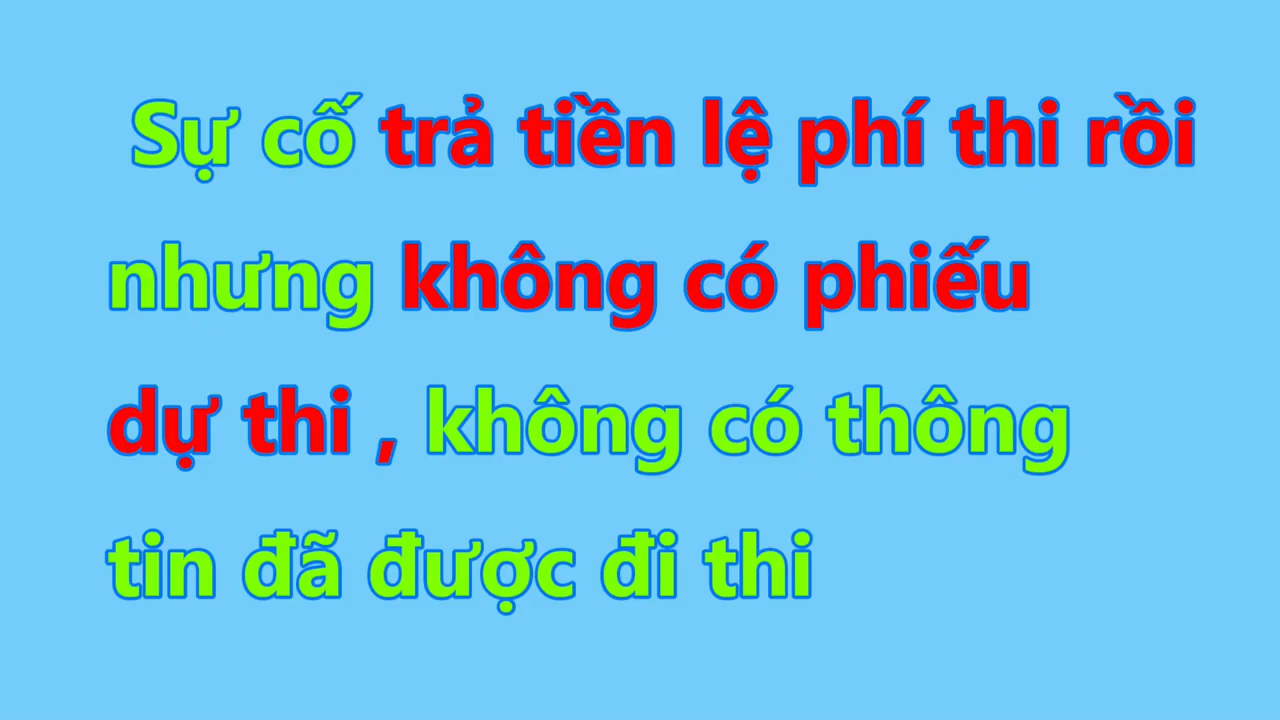 Sự cố trả tiền lệ phí thi rồi
nhưng không có phiếu
dự thi , không có thông
tin đã được đi thi